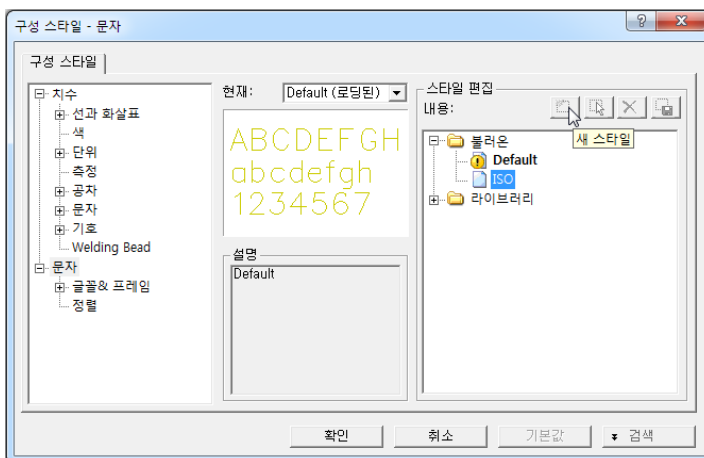 구성 스타일 - 문자
구성 스타일
치수
선과 화살표
색
단위
측정
공차
문자
기호
Welding Bead
문자
글꼴& 프레임
정렬
현재:
Default (로딩된)
ABCDEFGH
abcdefgh
1234567
설명
Default
스타일 편집
내용:
새 스타일
불러온
Default
ISO
라이브러리
확인
취소
기본값
검색